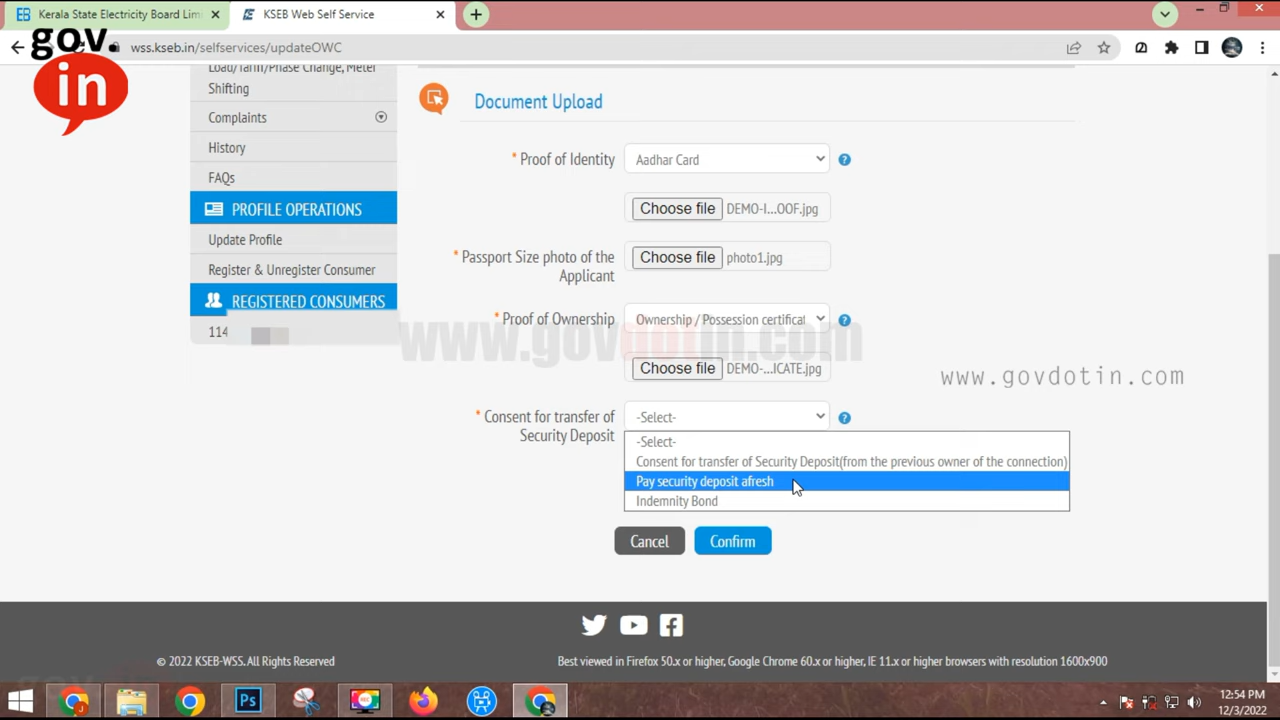 Kerala State Electricity Board Lim
KSEB Web Self Service
gov
in
wss.kseb.in/selfservices/updateOWC
Load/Tariff/Phase Change, Meter
Shifting
Complaints
History
FAQs
PROFILE OPERATIONS
Update Profile
Register & Unregister Consumer
REGISTERED CONSUMERS
114
Document Upload
* Proof of Identity
Aadhar Card
Choose file DEMO-I...OOF.jpg
* Passport Size photo of the
Applicant
Choose file photo1.jpg
* Proof of Ownership
Ownership / Possession certificat
www.govdotin.com
Choose file DEMO-...ICATE.jpg
www.govdotin.com
* Consent for transfer of
Security Deposit
-Select-
-Select-
Consent for transfer of Security Deposit(from the previous owner of the connection)
Pay security deposit afresh
Indemnity Bond
Cancel
Confirm
© 2022 KSEB-WSS. All Rights Reserved
Best viewed in Firefox 50.x or higher, Google Chrome 60.x or higher, IE 11.x or higher browsers with resolution 1600x900
Ps
12:54 PM
12/3/2022